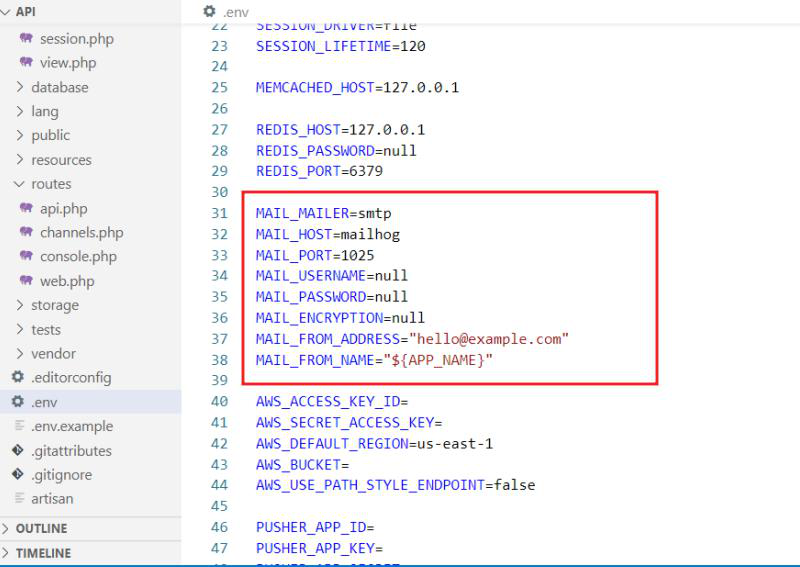 API
session.php
view.php
database
lang
public
resources
routes
api.php
channels.php
console.php
web.php
storage
tests
vendor
.editorconfig
.env
.env.example
.gitattributes
.gitignore
artisan
OUTLINE
TIMELINE
.env
22 SESSION_DRIVER=file
23 SESSION_LIFETIME=120
24
25 MEMCACHED_HOST=127.0.0.1
26
27 REDIS_HOST=127.0.0.1
28 REDIS_PASSWORD=null
29 REDIS_PORT=6379
30
31 MAIL_MAILER=smtp
32 MAIL_HOST=mailhog
33 MAIL_PORT=1025
34 MAIL_USERNAME=null
35 MAIL_PASSWORD=null
36 MAIL_ENCRYPTION=null
37 MAIL_FROM_ADDRESS="hello@example.com"
38 MAIL_FROM_NAME="${APP_NAME}"
39
40 AWS_ACCESS_KEY_ID=
41 AWS_SECRET_ACCESS_KEY=
42 AWS_DEFAULT_REGION=us-east-1
43 AWS_BUCKET=
44 AWS_USE_PATH_STYLE_ENDPOINT=false
45
46 PUSHER_APP_ID=
47 PUSHER_APP_KEY=